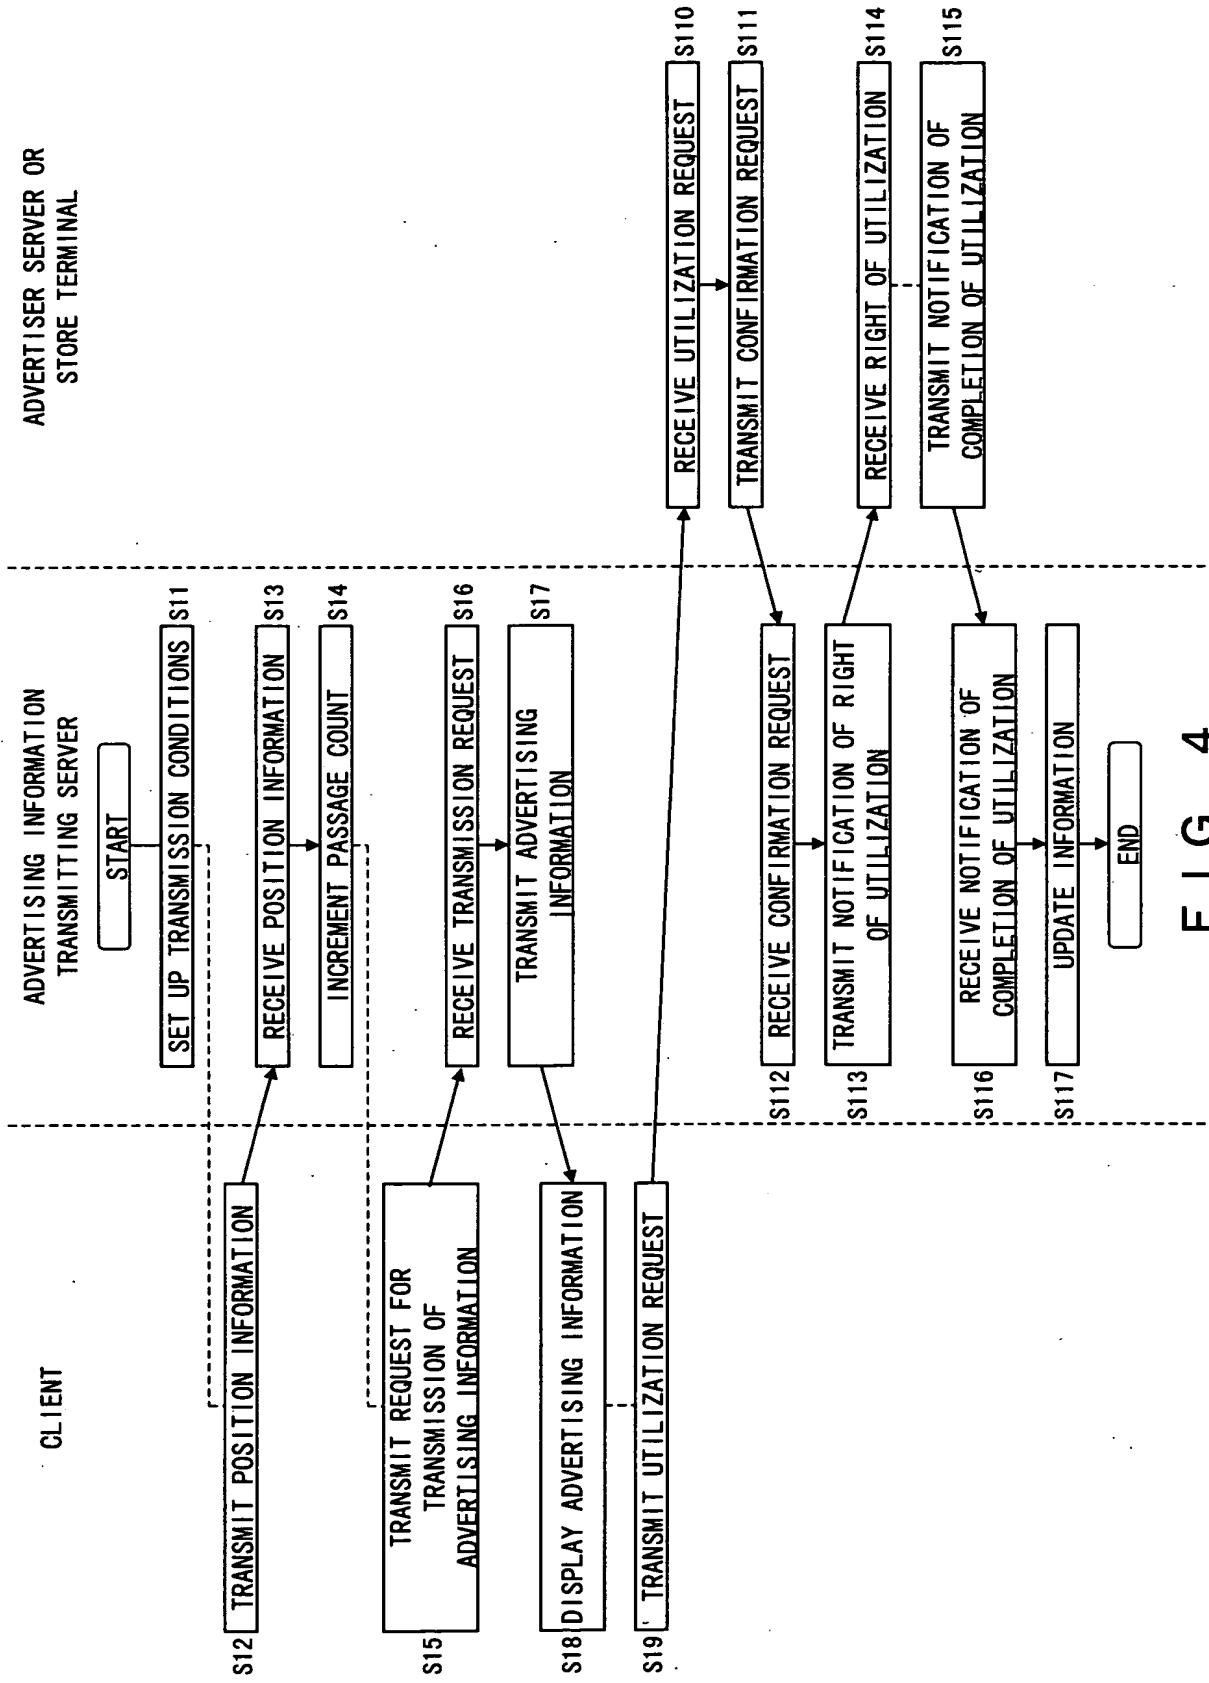 CLIENT
ADVERTISING INFORMATION
TRANSMITTING SERVER
ADVERTISER SERVER OR
STORE TERMINAL
START
SET UP TRANSMISSION CONDITIONS
S11
S12
TRANSMIT POSITION INFORMATION
RECEIVE POSITION INFORMATION
S13
INCREMENT PASSAGE COUNT
S14
S15
TRANSMIT REQUEST FOR
TRANSMISSION OF
ADVERTISING INFORMATION
RECEIVE TRANSMISSION REQUEST
S16
TRANSMIT ADVERTISING
INFORMATION
S17
S18
DISPLAY ADVERTISING INFORMATION
S19
TRANSMIT UTILIZATION REQUEST
RECEIVE UTILIZATION REQUEST
S110
TRANSMIT CONFIRMATION REQUEST
S111
S112
RECEIVE CONFIRMATION REQUEST
S113
TRANSMIT NOTIFICATION OF RIGHT
OF UTILIZATION
RECEIVE RIGHT OF UTILIZATION
S114
TRANSMIT NOTIFICATION OF
COMPLETION OF UTILIZATION
S115
S116
RECEIVE NOTIFICATION OF
COMPLETION OF UTILIZATION
S117
UPDATE INFORMATION
END
FIG 4